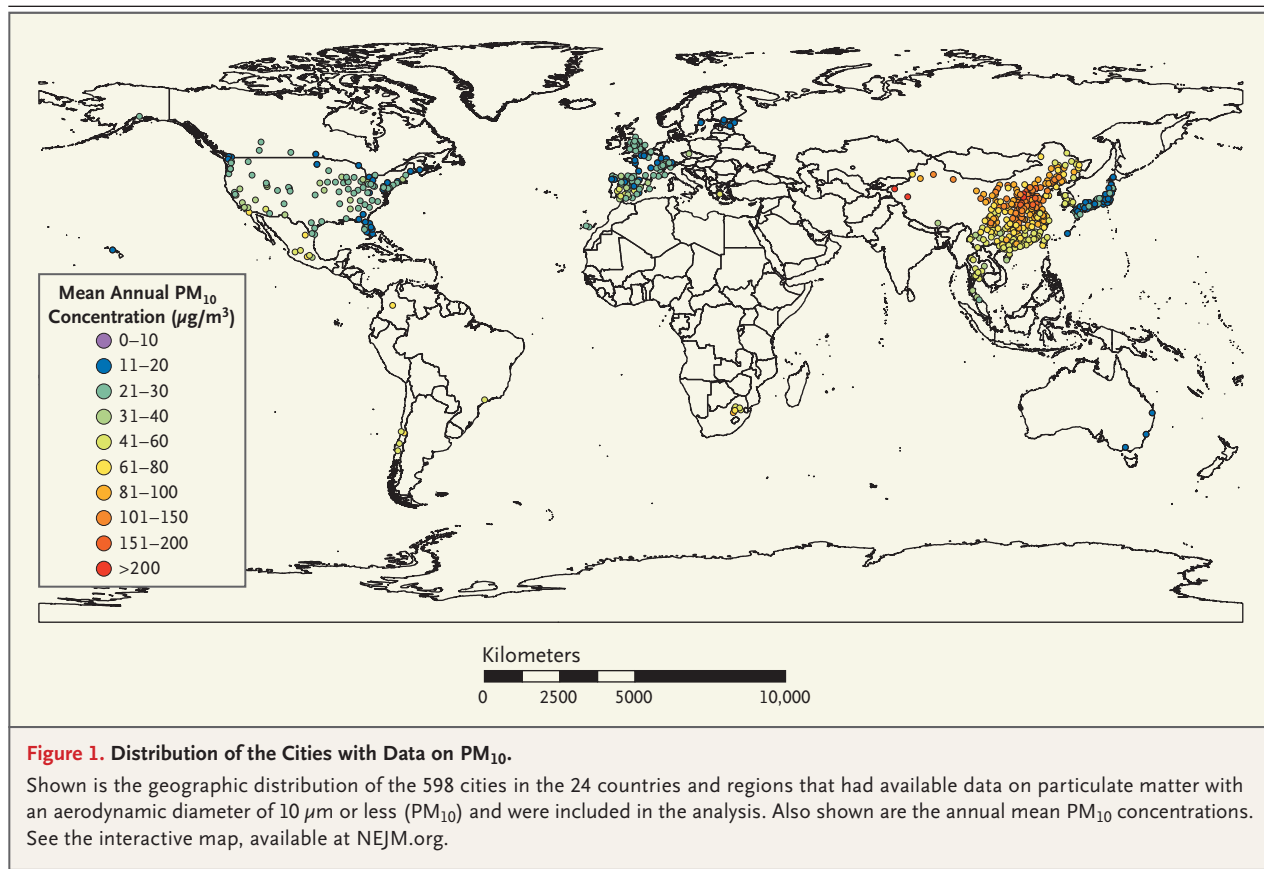 Mean Annual PM₁₀
Concentration (µg/m³)
0–10
11–20
21–30
31–40
41–60
61–80
81–100
101–150
151–200
>200
Kilometers
0 2500 5000 10,000
Figure 1. Distribution of the Cities with Data on PM₁₀.
Shown is the geographic distribution of the 598 cities in the 24 countries and regions that had available data on particulate matter with
an aerodynamic diameter of 10 µm or less (PM₁₀) and were included in the analysis. Also shown are the annual mean PM₁₀ concentrations.
See the interactive map, available at NEJM.org.